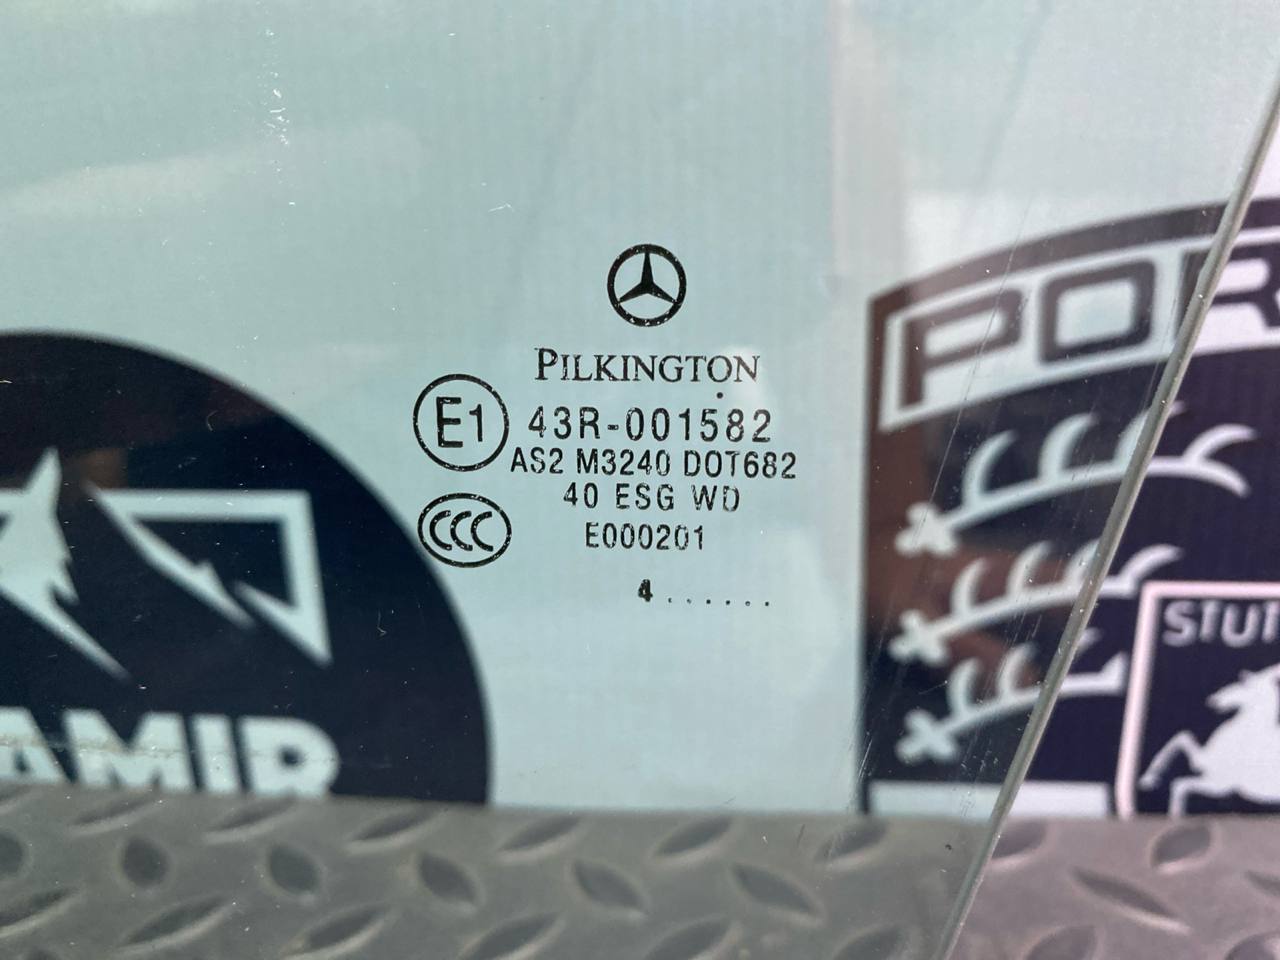 PILKINGTON
E1 43R-001582
AS2 M3240 DOT682
40 ESG WD
CCC E000201
4 . . . . . .
POR
STUT
AMIR